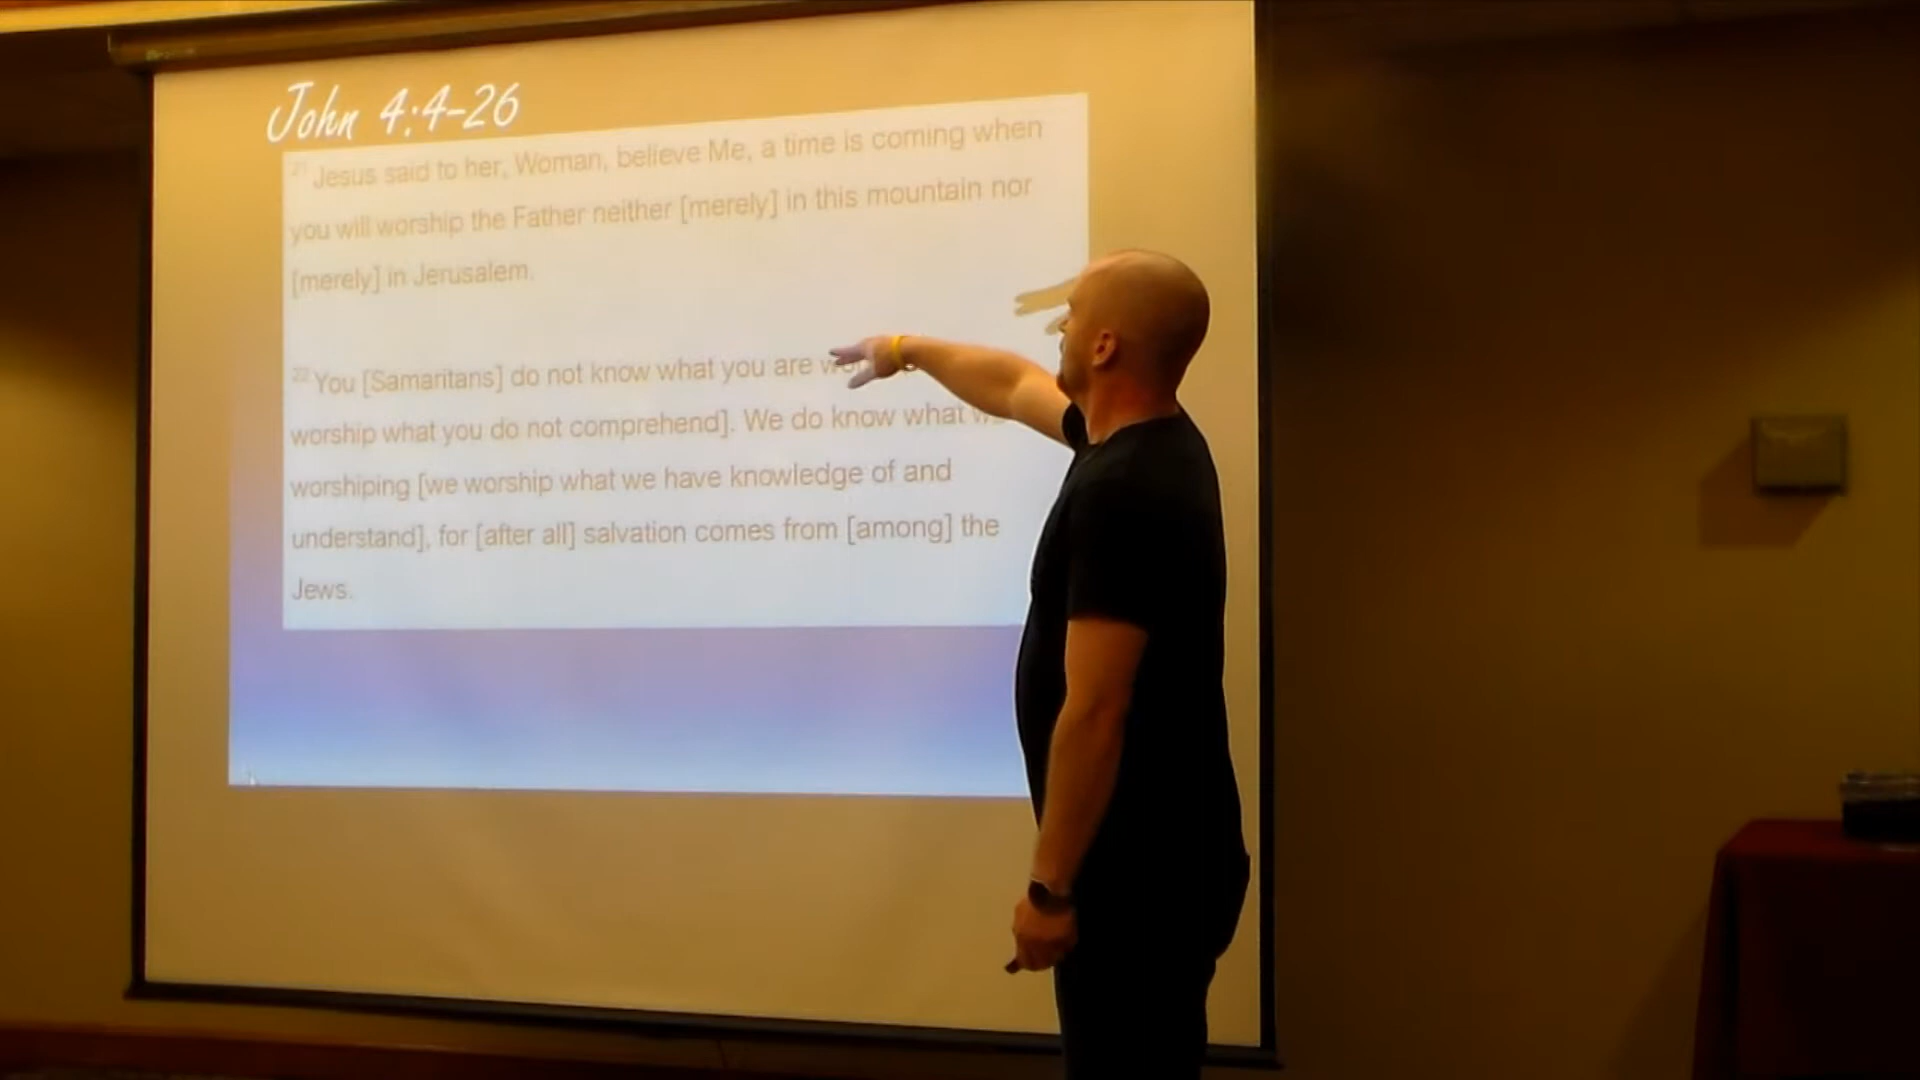 John 4:4-26
21 Jesus said to her, Woman, believe Me, a time is coming when
you will worship the Father neither [merely] in this mountain nor
[merely] in Jerusalem.
22 You [Samaritans] do not know what you are
worship what you do not comprehend]. We do know what
worshiping [we worship what we have knowledge of and
understand], for [after all] salvation comes from [among] the
Jews.